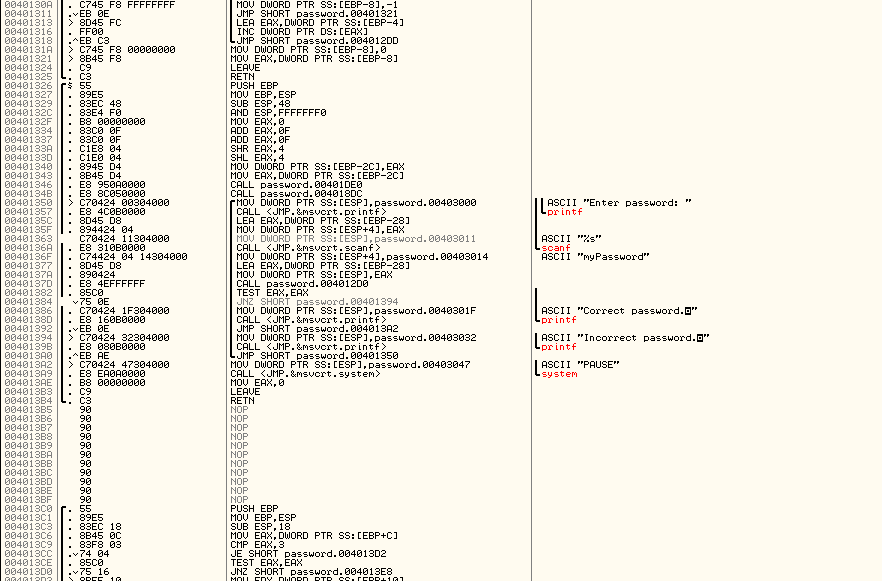 0040130A . C745 F8 FFFFFFFF MOV DWORD PTR SS:[EBP-8],-1
00401311 .⌄EB 0E JMP SHORT password.00401321
00401313 > 8D45 FC LEA EAX,DWORD PTR SS:[EBP-4]
00401316 . FF00 INC DWORD PTR DS:[EAX]
00401318 .^EB C3 JMP SHORT password.004012DD
0040131A > C745 F8 00000000 MOV DWORD PTR SS:[EBP-8],0
00401321 > 8B45 F8 MOV EAX,DWORD PTR SS:[EBP-8]
00401324 . C9 LEAVE
00401325 . C3 RETN
00401326 $ 55 PUSH EBP
00401327 . 89E5 MOV EBP,ESP
00401329 . 83EC 48 SUB ESP,48
0040132C . 83E4 F0 AND ESP,FFFFFFF0
0040132F . B8 00000000 MOV EAX,0
00401334 . 83C0 0F ADD EAX,0F
00401337 . 83C0 0F ADD EAX,0F
0040133A . C1E8 04 SHR EAX,4
0040133D . C1E0 04 SHL EAX,4
00401340 . 8945 D4 MOV DWORD PTR SS:[EBP-2C],EAX
00401343 . 8B45 D4 MOV EAX,DWORD PTR SS:[EBP-2C]
00401346 . E8 950A0000 CALL password.00401DE0
0040134B . E8 8C050000 CALL password.004018DC
00401350 > C70424 00304000 MOV DWORD PTR SS:[ESP],password.00403000 ASCII "Enter password: "
00401357 . E8 4C0B0000 CALL <JMP.&msvcrt.printf> printf
0040135C . 8D45 D8 LEA EAX,DWORD PTR SS:[EBP-28]
0040135F . 894424 04 MOV DWORD PTR SS:[ESP+4],EAX
00401363 C70424 11304000 MOV DWORD PTR SS:[ESP],password.00403011 ASCII "%s"
0040136A . E8 310B0000 CALL <JMP.&msvcrt.scanf> scanf
0040136F . C74424 04 14304000 MOV DWORD PTR SS:[ESP+4],password.00403014 ASCII "myPassword"
00401377 . 8D45 D8 LEA EAX,DWORD PTR SS:[EBP-28]
0040137A . 890424 MOV DWORD PTR SS:[ESP],EAX
0040137D . E8 4EFFFFFF CALL password.004012D0
00401382 . 85C0 TEST EAX,EAX
00401384 ⌄75 0E JNZ SHORT password.00401394
00401386 . C70424 1F304000 MOV DWORD PTR SS:[ESP],password.0040301F ASCII "Correct password.◙"
0040138D . E8 160B0000 CALL <JMP.&msvcrt.printf> printf
00401392 .⌄EB 0E JMP SHORT password.004013A2
00401394 > C70424 32304000 MOV DWORD PTR SS:[ESP],password.00403032 ASCII "Incorrect password.◙"
0040139B . E8 080B0000 CALL <JMP.&msvcrt.printf> printf
004013A0 .^EB AE JMP SHORT password.00401350
004013A2 > C70424 47304000 MOV DWORD PTR SS:[ESP],password.00403047 ASCII "PAUSE"
004013A9 . E8 EA0A0000 CALL <JMP.&msvcrt.system> system
004013AE . B8 00000000 MOV EAX,0
004013B3 . C9 LEAVE
004013B4 . C3 RETN
004013B5 90 NOP
004013B6 90 NOP
004013B7 90 NOP
004013B8 90 NOP
004013B9 90 NOP
004013BA 90 NOP
004013BB 90 NOP
004013BC 90 NOP
004013BD 90 NOP
004013BE 90 NOP
004013BF 90 NOP
004013C0 . 55 PUSH EBP
004013C1 . 89E5 MOV EBP,ESP
004013C3 . 83EC 18 SUB ESP,18
004013C6 . 8B45 0C MOV EAX,DWORD PTR SS:[EBP+C]
004013C9 . 83F8 03 CMP EAX,3
004013CC .⌄74 04 JE SHORT password.004013D2
004013CE . 85C0 TEST EAX,EAX
004013D0 .⌄75 16 JNZ SHORT password.004013E8
004013D2 > 8B55 10 MOV EDX,DWORD PTR SS:[EBP+10]